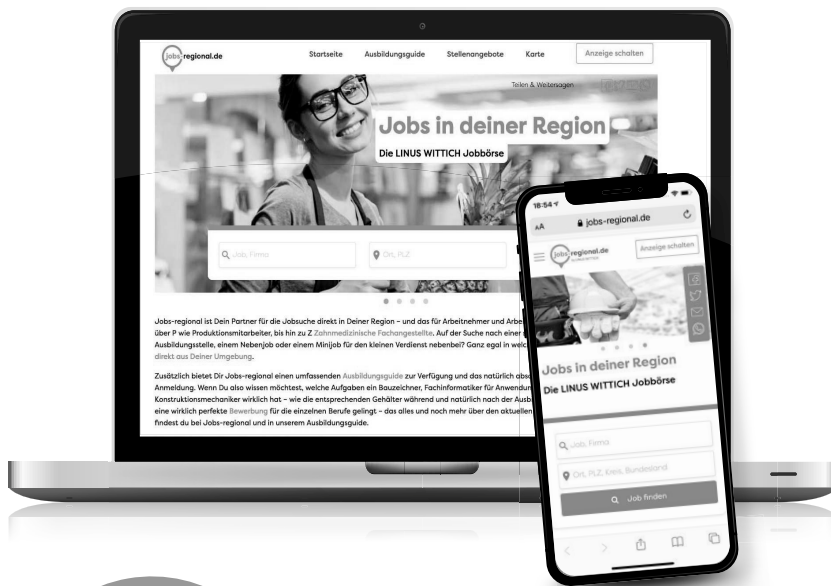 jobs-regional.de
Startseite
Ausbildungsguide
Stellenangebote
Karte
Anzeige schalten
Teilen & Weitersagen
Jobs in deiner Region
Die LINUS WITTICH Jobbörse
Job, Firma
Ort, PLZ
Jobs-regional ist Dein Partner für die Jobsuche direkt in Deiner Region – und das für Arbeitnehmer und
über P wie Produktionsmitarbeiter, bis hin zu Z Zahnmedizinische Fachangestellte. Auf der Suche nach einer
Ausbildungsstelle, einem Nebenjob oder einem Minijob für den kleinen Verdienst nebenbei? Ganz egal in
direkt aus Deiner Umgebung.
Zusätzlich bietet Dir Jobs-regional einen umfassenden Ausbildungsguide zur Verfügung und das natürlich
Anmeldung. Wenn Du also wissen möchtest, welche Aufgaben ein Bauzeichner, Fachinformatiker für
Konstruktionsmechaniker wirklich hat – wie die entsprechenden Gehälter während und natürlich nach der
eine wirklich perfekte Bewerbung für die einzelnen Berufe gelingt – das alles und noch mehr über den aktuellen
findest du bei Jobs-regional und in unserem Ausbildungsguide.
18:54
AA
jobs-regional.de
jobs-regional.de
Anzeige schalten
Jobs in deiner Region
Die LINUS WITTICH Jobbörse
Job, Firma
Ort, PLZ, Kreis, Bundesland
Job finden